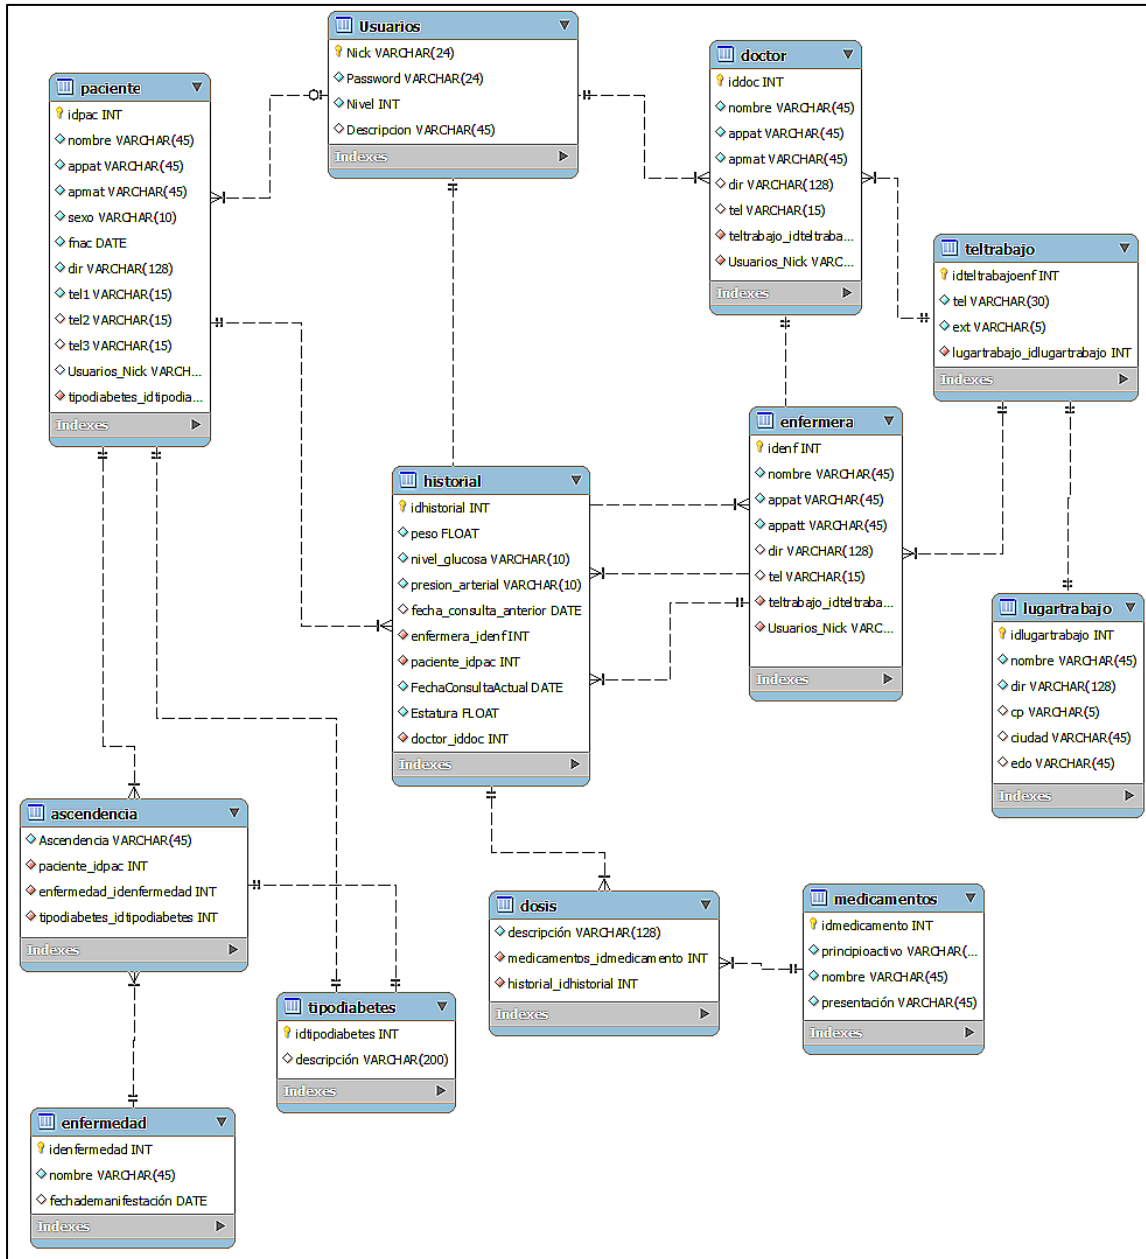 Usuarios
Nick VARCHAR(24)
Password VARCHAR(24)
Nivel INT
Descripcion VARCHAR(45)
Indexes
doctor
iddoc INT
nombre VARCHAR(45)
appat VARCHAR(45)
apmat VARCHAR(45)
dir VARCHAR(128)
tel VARCHAR(15)
teltrabajo_idteltraba...
Usuarios_Nick VARC...
Indexes
paciente
idpac INT
nombre VARCHAR(45)
appat VARCHAR(45)
apmat VARCHAR(45)
sexo VARCHAR(10)
fnac DATE
dir VARCHAR(128)
tel1 VARCHAR(15)
tel2 VARCHAR(15)
tel3 VARCHAR(15)
Usuarios_Nick VARCH...
tipodiabetes_idtipodia...
Indexes
teltrabajo
idteltrabajoenf INT
tel VARCHAR(30)
ext VARCHAR(5)
lugartrabajo_idlugartrabajo INT
Indexes
enfermera
idenf INT
nombre VARCHAR(45)
appat VARCHAR(45)
appatt VARCHAR(45)
dir VARCHAR(128)
tel VARCHAR(15)
teltrabajo_idteltraba...
Usuarios_Nick VARC...
Indexes
historial
idhistorial INT
peso FLOAT
nivel_glucosa VARCHAR(10)
presion_arterial VARCHAR(10)
fecha_consulta_anterior DATE
enfermera_idenf INT
paciente_idpac INT
FechaConsultaActual DATE
Estatura FLOAT
doctor_iddoc INT
Indexes
lugartrabajo
idlugartrabajo INT
nombre VARCHAR(45)
dir VARCHAR(128)
cp VARCHAR(5)
ciudad VARCHAR(45)
edo VARCHAR(45)
Indexes
ascendencia
Ascendencia VARCHAR(45)
paciente_idpac INT
enfermedad_idenfermedad INT
tipodiabetes_idtipodiabetes INT
Indexes
dosis
descripción VARCHAR(128)
medicamentos_idmedicamento INT
historial_idhistorial INT
Indexes
medicamentos
idmedicamento INT
principioactivo VARCHAR(...
nombre VARCHAR(45)
presentación VARCHAR(45)
Indexes
tipodiabetes
idtipodiabetes INT
descripción VARCHAR(200)
Indexes
enfermedad
idenfermedad INT
nombre VARCHAR(45)
fechademanifestación DATE
Indexes